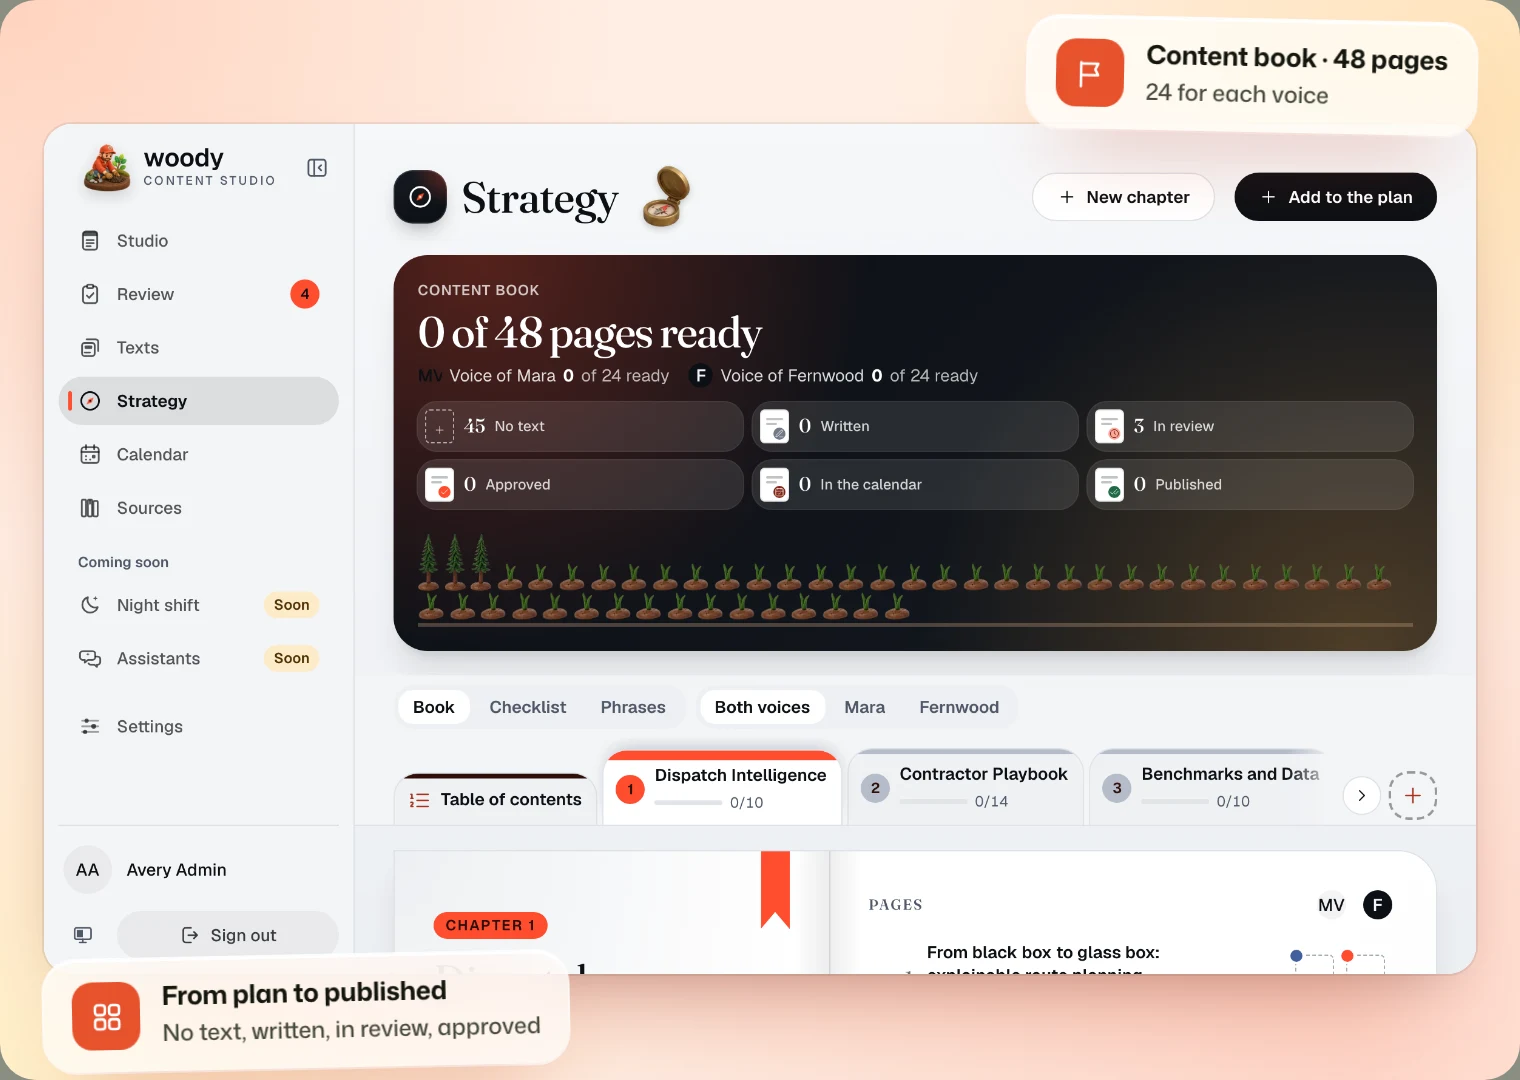 Content book · 48 pages
24 for each voice
woody
CONTENT STUDIO
Studio
Review
4
Texts
Strategy
Calendar
Sources
Coming soon
Night shift
Soon
Assistants
Soon
Settings
AA
Avery Admin
Sign out
Strategy
New chapter
Add to the plan
CONTENT BOOK
0 of 48 pages ready
MV Voice of Mara 0 of 24 ready F Voice of Fernwood 0 of 24 ready
45 No text
0 Written
3 In review
0 Approved
0 In the calendar
0 Published
Book Checklist Phrases
Both voices Mara Fernwood
Table of contents
1 Dispatch Intelligence
0/10
2 Contractor Playbook
0/14
3 Benchmarks and Data
0/10
CHAPTER 1
PAGES
MV F
From black box to glass box:
explainable route planning
From plan to published
No text, written, in review, approved